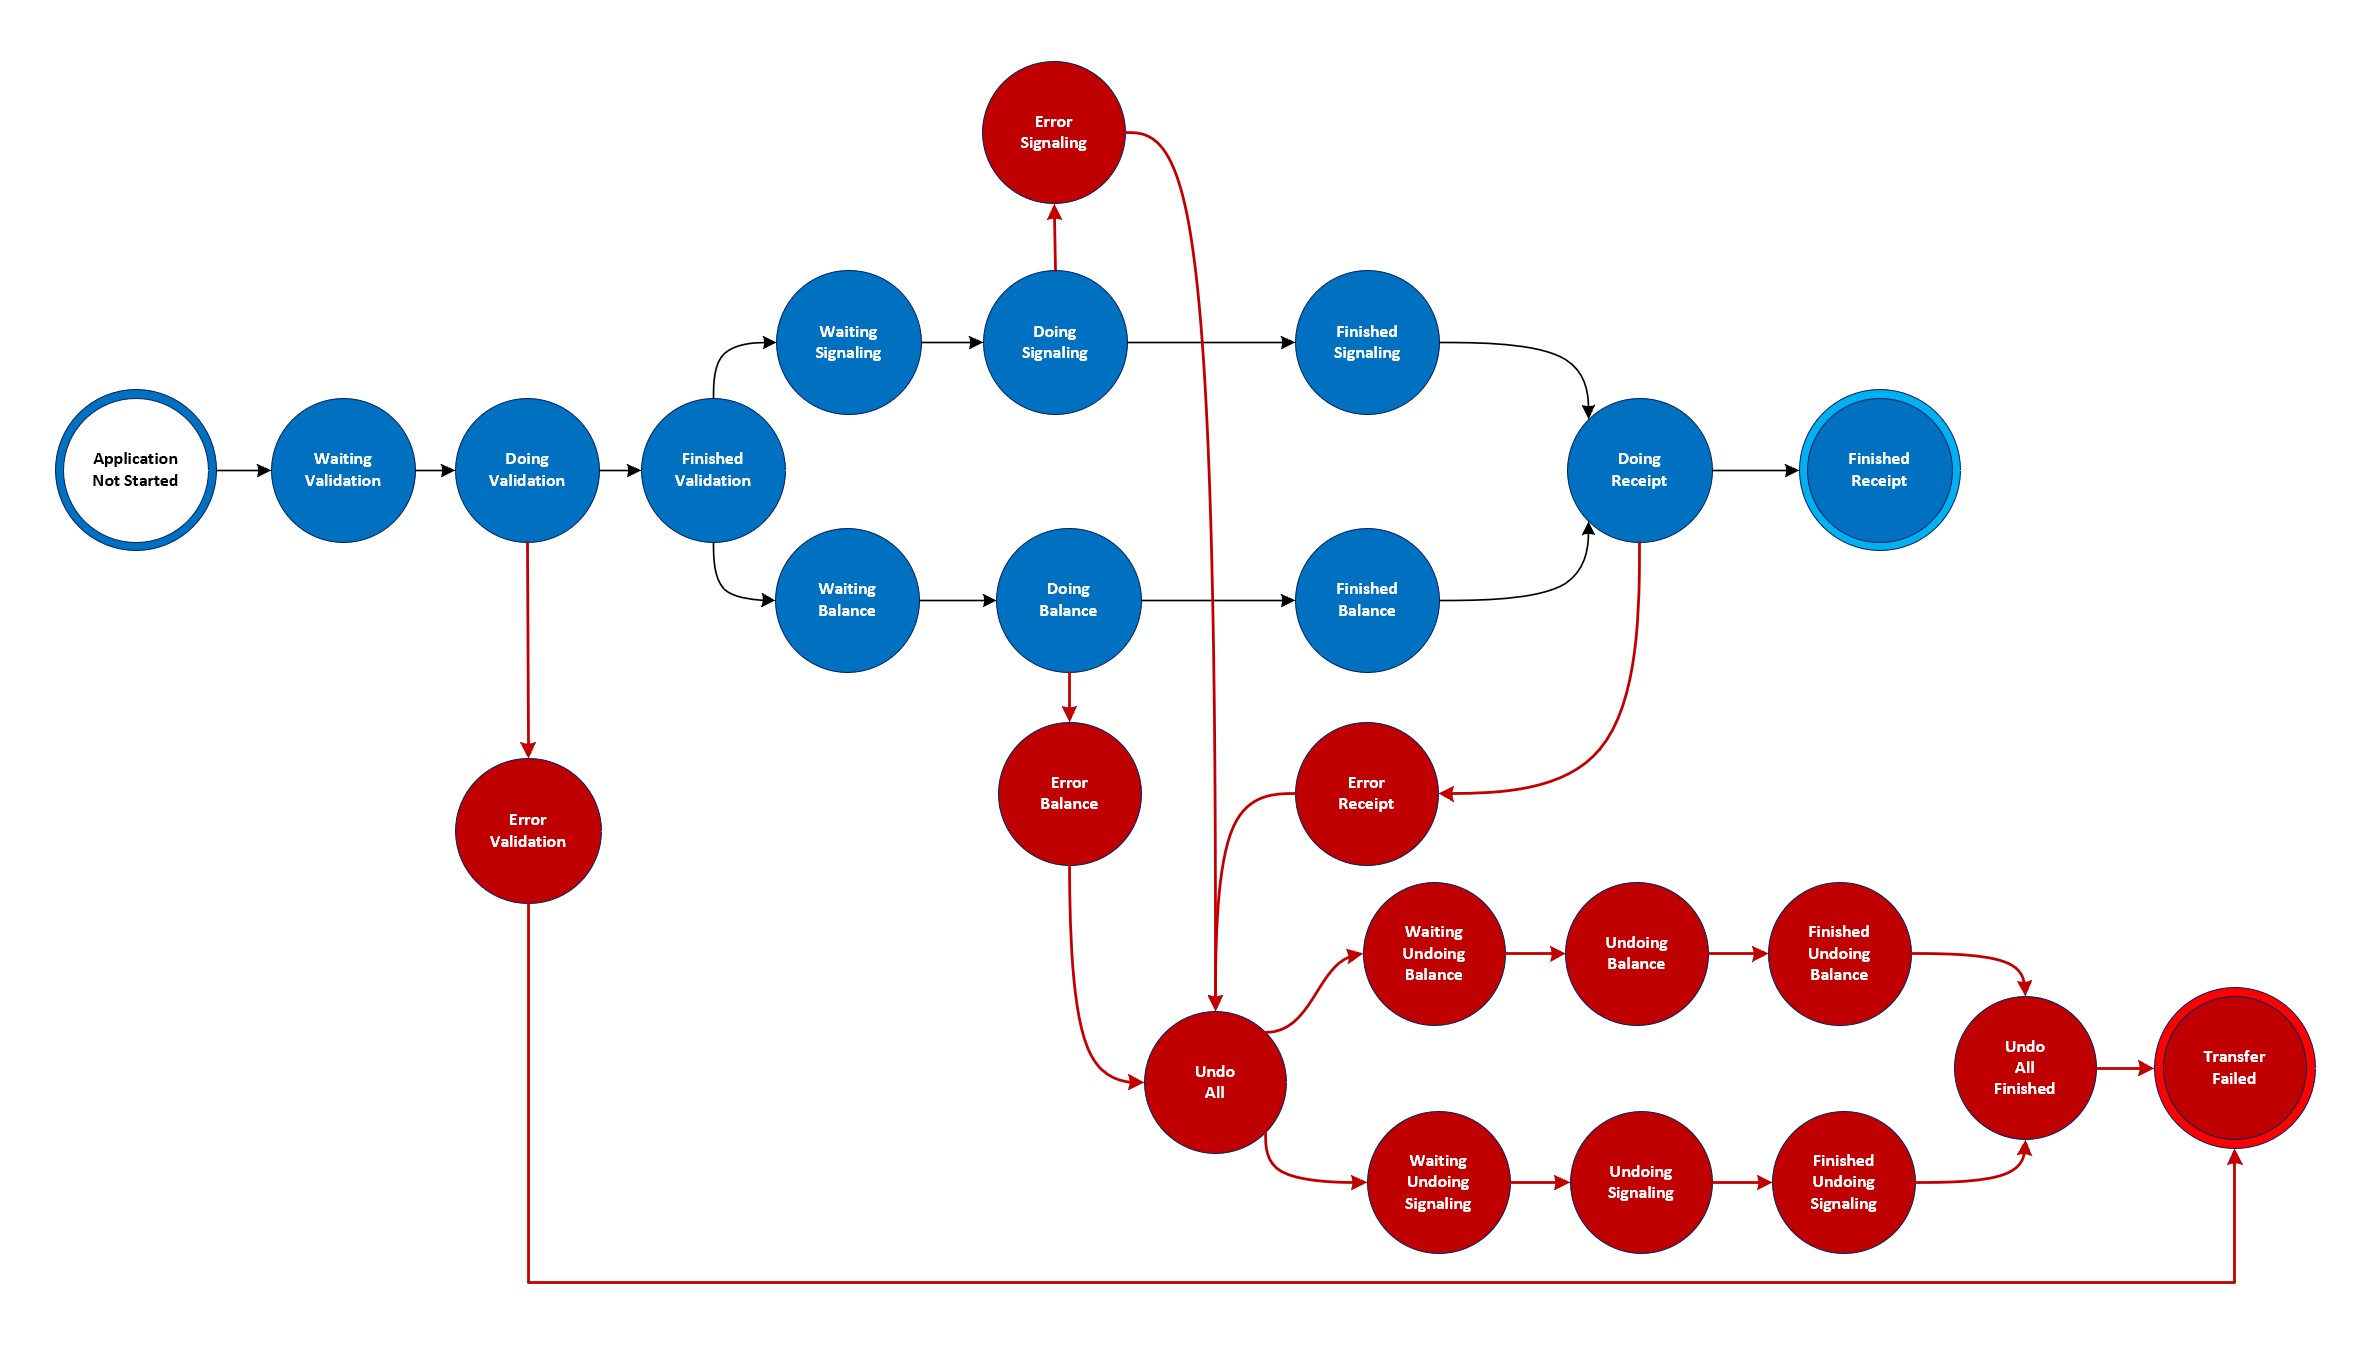 Error
Signaling
Waiting
Signaling
Doing
Signaling
Finished
Signaling
Application
Not Started
Waiting
Validation
Doing
Validation
Finished
Validation
Doing
Receipt
Finished
Receipt
Waiting
Balance
Doing
Balance
Finished
Balance
Error
Balance
Error
Receipt
Error
Validation
Waiting
Undoing
Balance
Undoing
Balance
Finished
Undoing
Balance
Undo
All
Undo
All
Finished
Transfer
Failed
Waiting
Undoing
Signaling
Undoing
Signaling
Finished
Undoing
Signaling